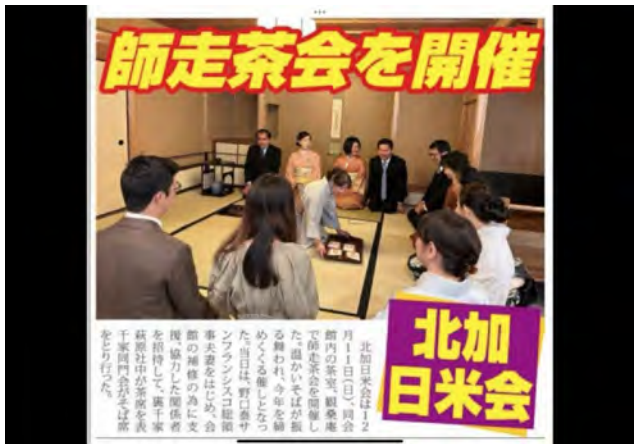 師走茶会を開催
北加
日米会
北加日米会は12
月11日(日)、同会
館内の茶室、観桑庵
で師走茶会を開催し
た。温かいそばが振
る舞われ、今年を締
めくくる催しとなっ
た。当日は、野口泰サ
ンフランシスコ総領
事夫妻をはじめ、会
館の補修の為に支
援、協力した関係者
を招待して、裏千家
萩原社中が茶席を表
千家同門会がそば席
をとり行った。